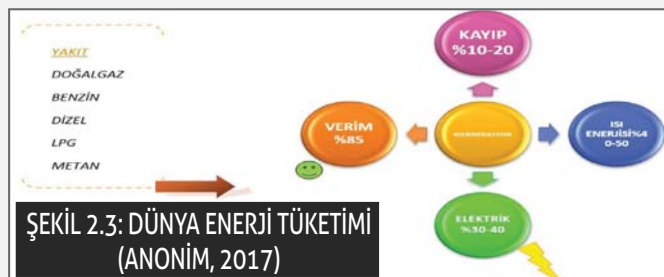 YAKIT
DOĞALGAZ
BENZİN
DİZEL
LPG
METAN
KAYIP
%10-20
VERİM
%85
KOJENERASYON
ISI
ENERJİSİ%4
0-50
ELEKTRİK
%30-40
ŞEKİL 2.3: DÜNYA ENERJİ TÜKETİMİ
(ANONİM, 2017)